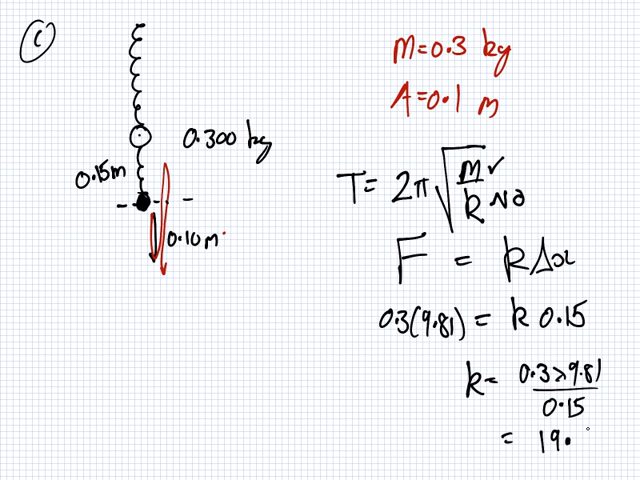 (c)
M=0.3 kg
A=0.1 m
0.300 kg
0.15m
0.10m
T= 2π√(m/k) ✓ No
F = kΔx
0.3(9.81) = k 0.15
k= 0.3×9.81/0.15
= 19.